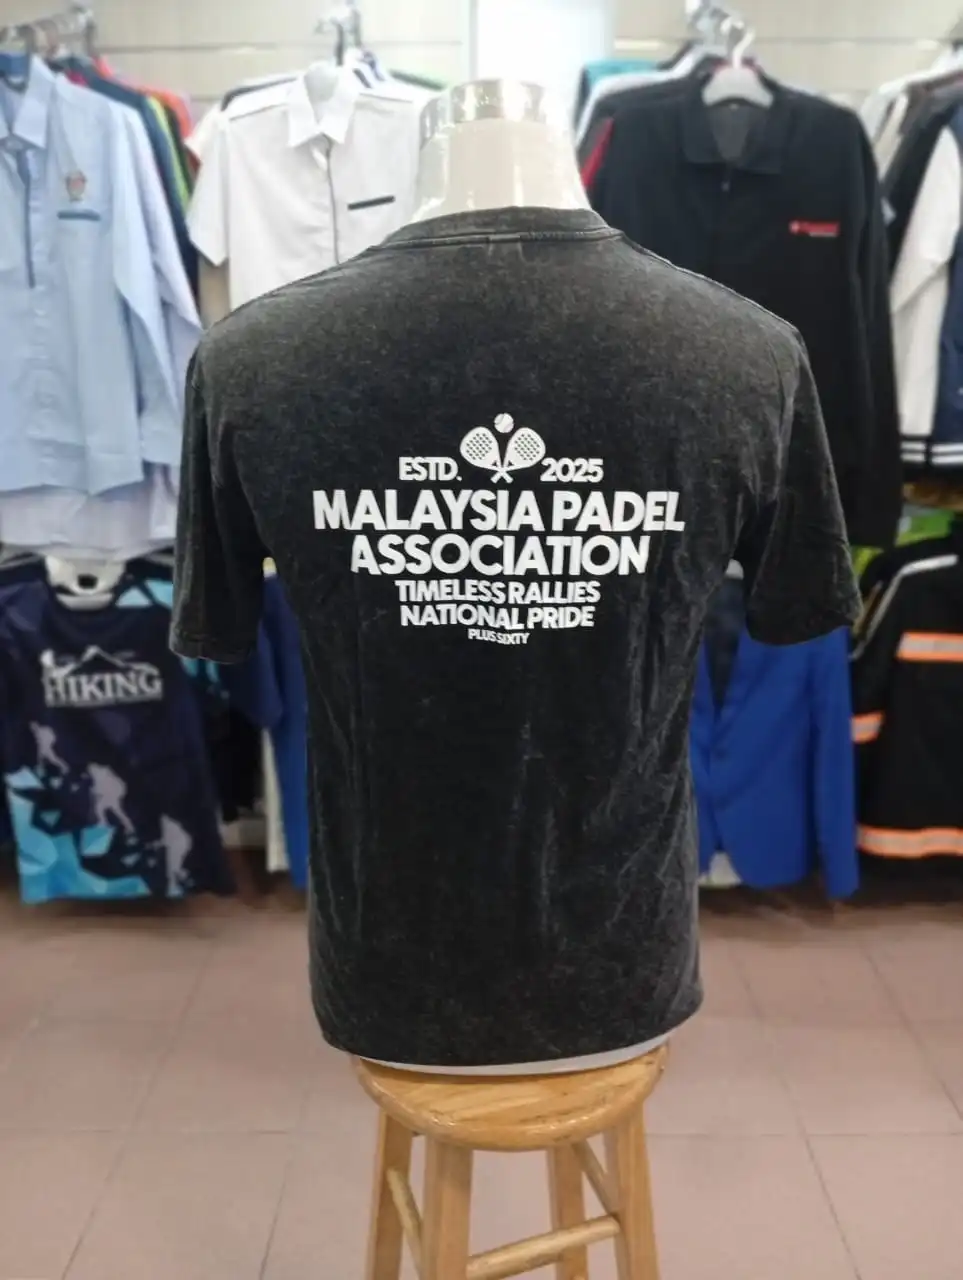 ESTD. 2025
MALAYSIA PADEL
ASSOCIATION
TIMELESS RALLIES
NATIONAL PRIDE
PLUS SIXTY
HIKING